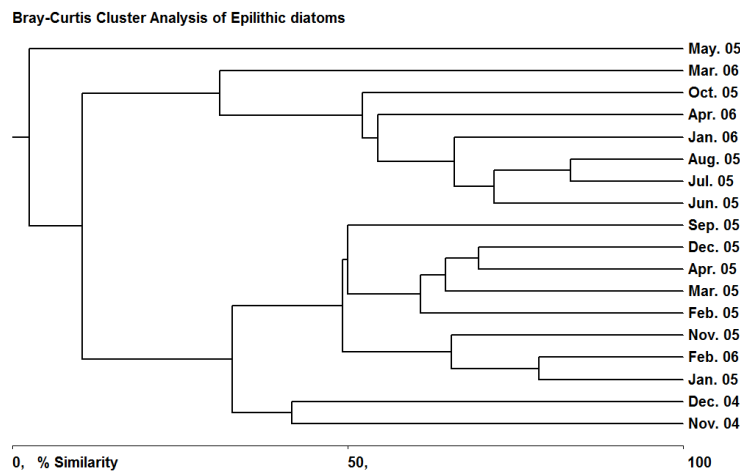 Bray-Curtis Cluster Analysis of Epilithic diatoms
May. 05
Mar. 06
Oct. 05
Apr. 06
Jan. 06
Aug. 05
Jul. 05
Jun. 05
Sep. 05
Dec. 05
Apr. 05
Mar. 05
Feb. 05
Nov. 05
Feb. 06
Jan. 05
Dec. 04
Nov. 04
0, % Similarity 50, 100